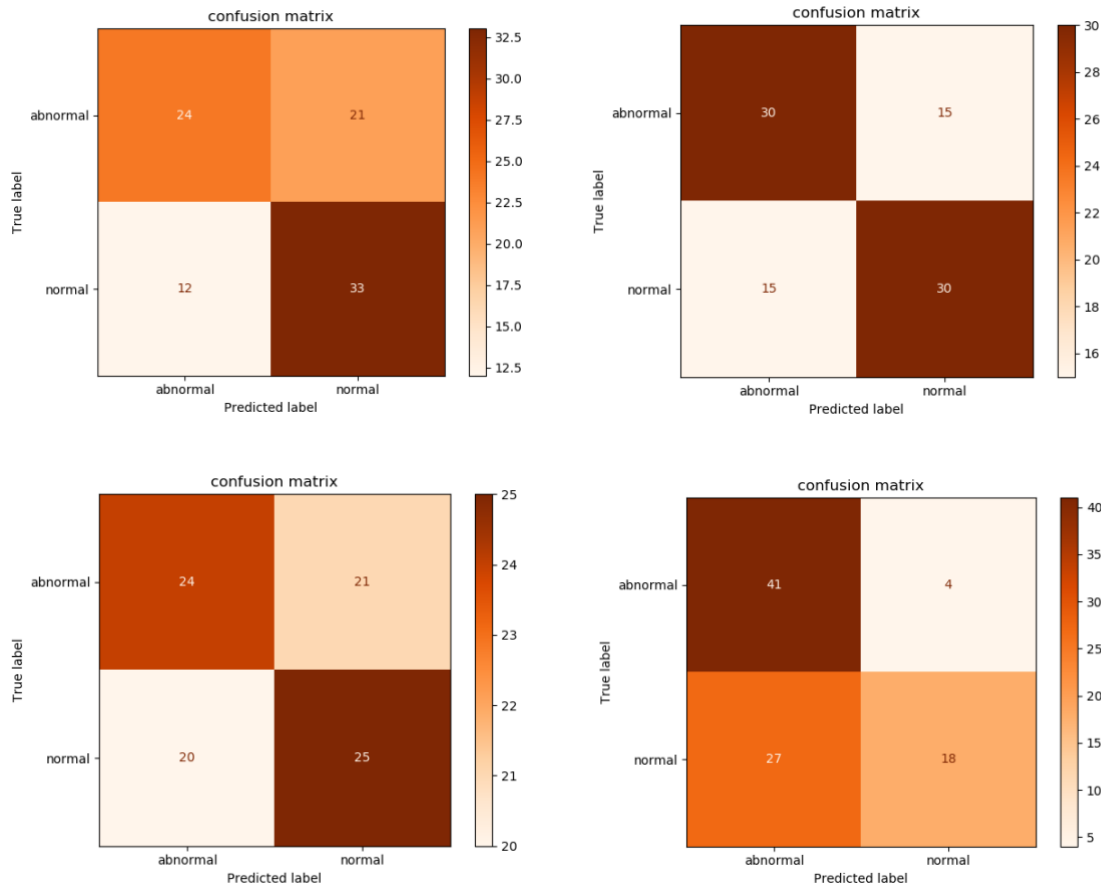 confusion matrix
abnormal
normal
True label
24
21
12
33
abnormal
normal
Predicted label
32.5
30.0
27.5
25.0
22.5
20.0
17.5
15.0
12.5
confusion matrix
abnormal
normal
True label
30
15
15
30
abnormal
normal
Predicted label
30
28
26
24
22
20
18
16
confusion matrix
abnormal
normal
True label
24
21
20
25
abnormal
normal
Predicted label
25
24
23
22
21
20
confusion matrix
abnormal
normal
True label
41
4
27
18
abnormal
normal
Predicted label
40
35
30
25
20
15
10
5